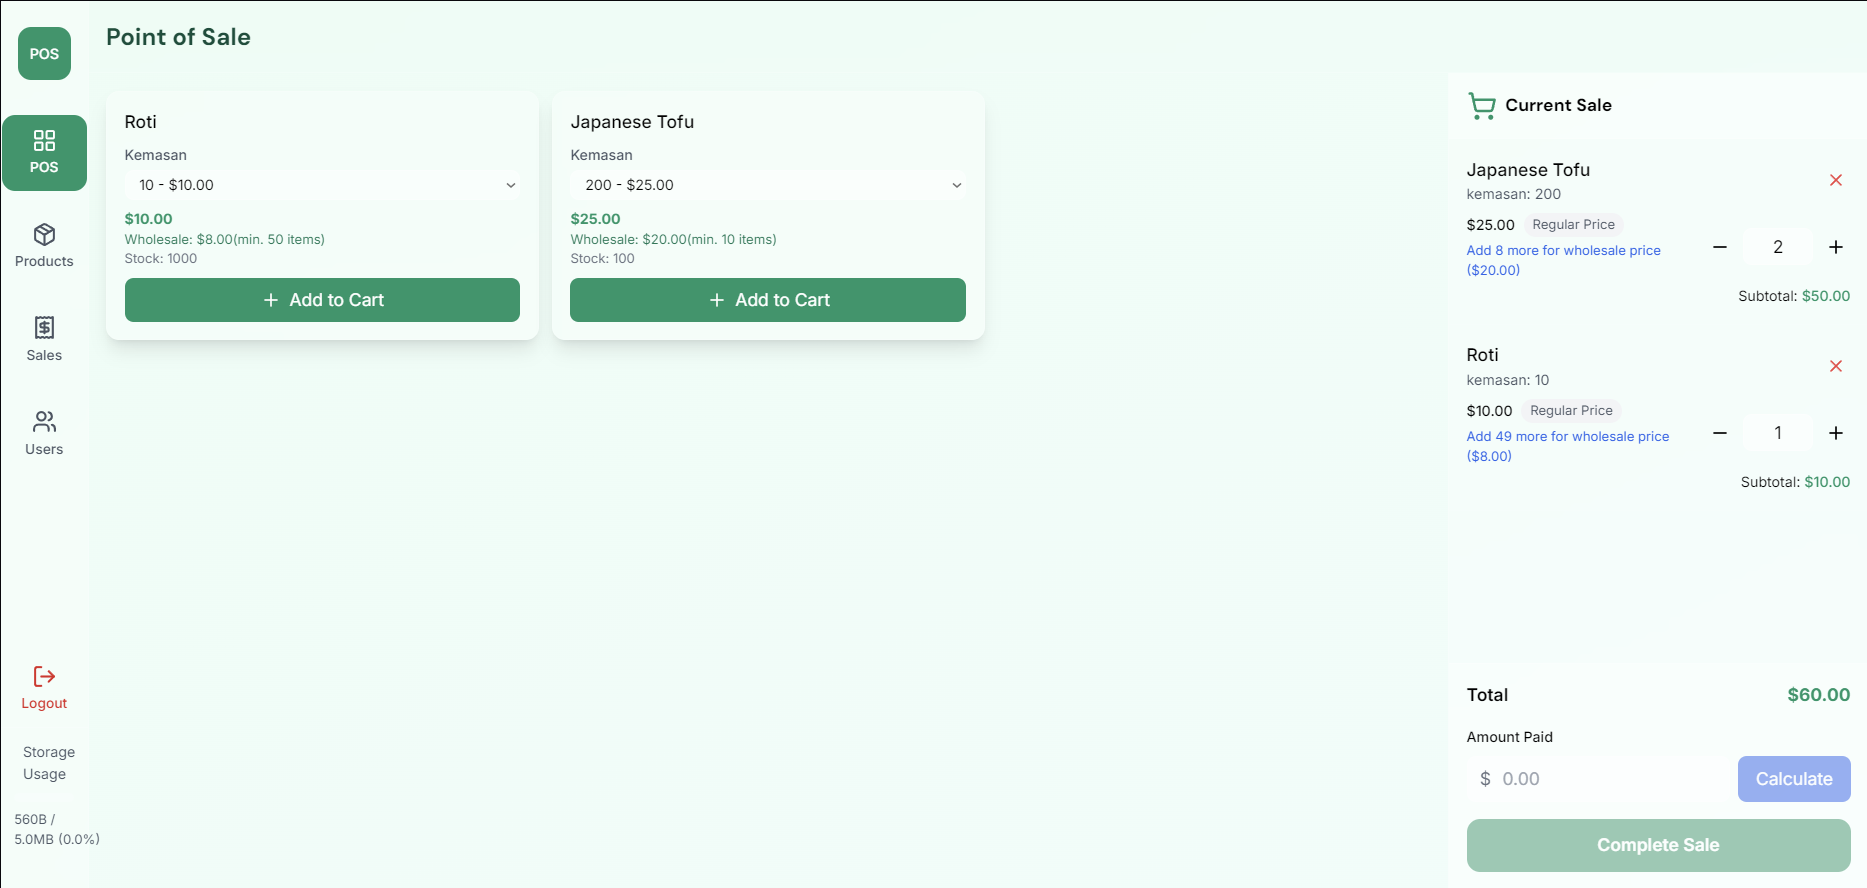 POS
POS
Products
Sales
Users
Logout
Storage
Usage
560B /
5.0MB (0.0%)
Point of Sale
Roti
Kemasan
10 - $10.00
$10.00
Wholesale: $8.00(min. 50 items)
Stock: 1000
Add to Cart
Japanese Tofu
Kemasan
200 - $25.00
$25.00
Wholesale: $20.00(min. 10 items)
Stock: 100
Add to Cart
Current Sale
Japanese Tofu
kemasan: 200
$25.00 Regular Price
Add 8 more for wholesale price
($20.00)
2
Subtotal: $50.00
Roti
kemasan: 10
$10.00 Regular Price
Add 49 more for wholesale price
($8.00)
1
Subtotal: $10.00
Total $60.00
Amount Paid
$ 0.00 Calculate
Complete Sale